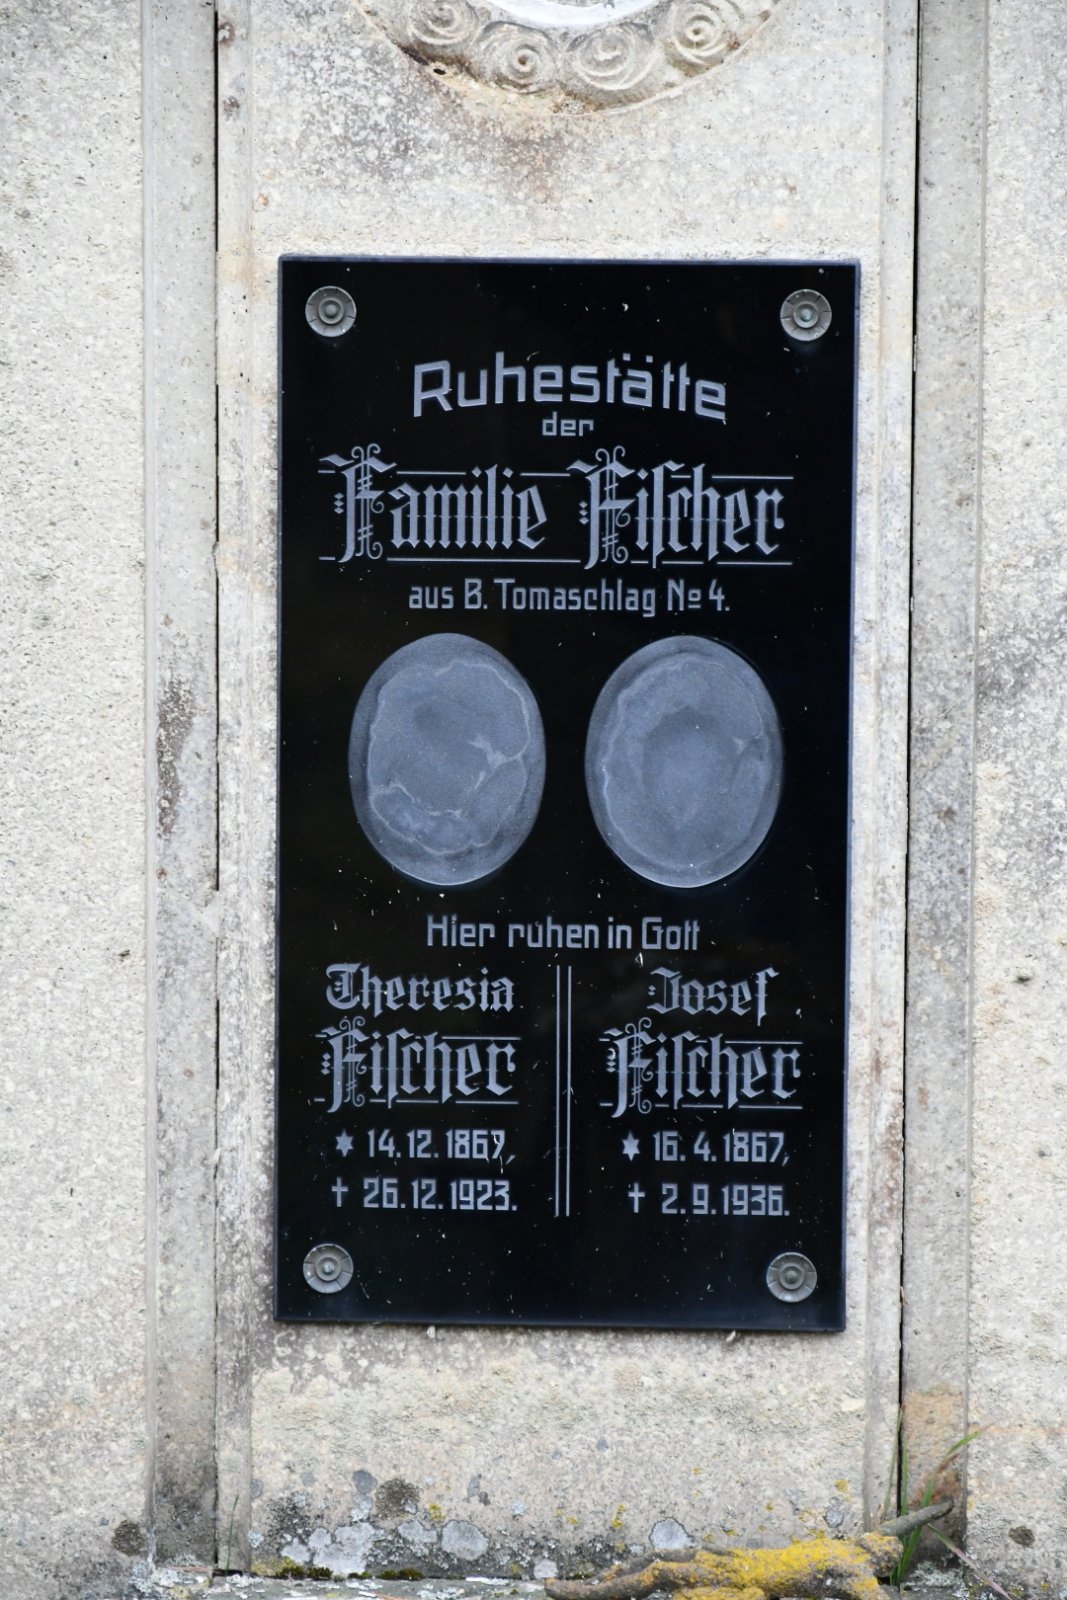 Ruhestätte
der
Familie Fiſcher
aus B. Tomaschlag No 4.
Hier ruhen in Gott
Theresia
Fiſcher
* 14.12.1867,
† 26.12.1923.
Josef
Fiſcher
* 16.4.1867,
† 2.9.1936.